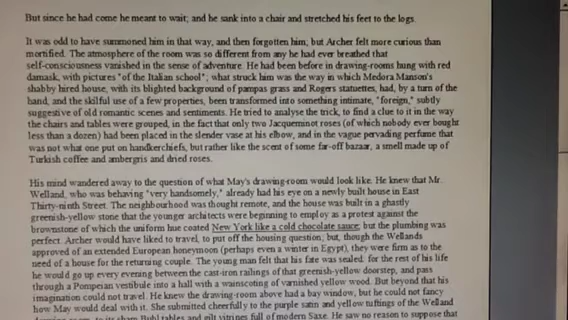 But since he had come he meant to wait; and he sank into a chair and stretched his feet to the logs.
It was odd to have summoned him in that way, and then forgotten him; but Archer felt more curious than
mortified. The atmosphere of the room was so different from any he had ever breathed that
self-consciousness vanished in the sense of adventure. He had been before in drawing-rooms hung with red
damask, with pictures "of the Italian school"; what struck him was the way in which Medora Manson's
shabby hired house, with its blighted background of pampas grass and Rogers statuettes, had, by a turn of the
hand, and the skilful use of a few properties, been transformed into something intimate, "foreign," subtly
suggestive of old romantic scenes and sentiments. He tried to analyse the trick, to find a clue to it in the way
the chairs and tables were grouped, in the fact that only two Jacqueminot roses (of which nobody ever bought
less than a dozen) had been placed in the slender vase at his elbow, and in the vague pervading perfume that
was not what one put on handkerchiefs, but rather like the scent of some far-off bazaar, a smell made up of
Turkish coffee and ambergris and dried roses.
His mind wandered away to the question of what May's drawing-room would look like. He knew that Mr.
Welland, who was behaving "very handsomely," already had his eye on a newly built house in East
Thirty-ninth Street. The neighbourhood was thought remote, and the house was built in a ghastly
greenish-yellow stone that the younger architects were beginning to employ as a protest against the
brownstone of which the uniform hue coated New York like a cold chocolate sauce; but the plumbing was
perfect. Archer would have liked to travel, to put off the housing question; but, though the Wellands
approved of an extended European honeymoon (perhaps even a winter in Egypt), they were firm as to the
need of a house for the returning couple. The young man felt that his fate was sealed: for the rest of his life
he would go up every evening between the cast-iron railings of that greenish-yellow doorstep, and pass
through a Pompeian vestibule into a hall with a wainscoting of varnished yellow wood. But beyond that his
imagination could not travel. He knew the drawing-room above had a bay window, but he could not fancy
how May would deal with it. She submitted cheerfully to the purple satin and yellow tuftings of the Welland
drawing-room, to its sham Buhl tables and gilt vitrines full of modern Saxe. He saw no reason to suppose that